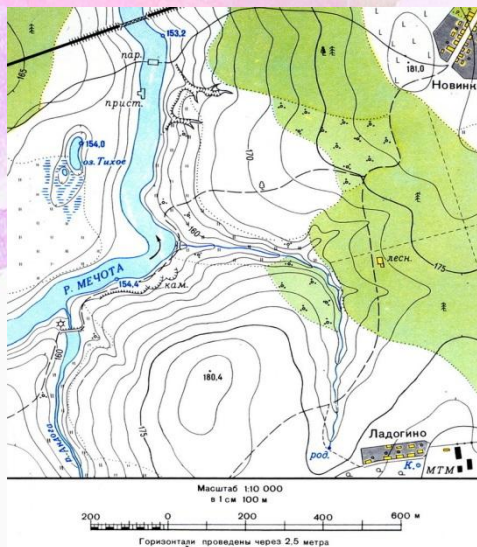 165
153,2
пар.
прист.
154,0
оз. Тихое
170
181,0
Новинк
160
лесн.
175
Р. МЕЧОТА
154,4
кам.
160
180,4
175
р. Андога
Ладогино
род.
К.
МТМ
Масштаб 1:10 000
в 1 см 100 м
200 0 200 400 600 м
Горизонтали проведены через 2,5 метра